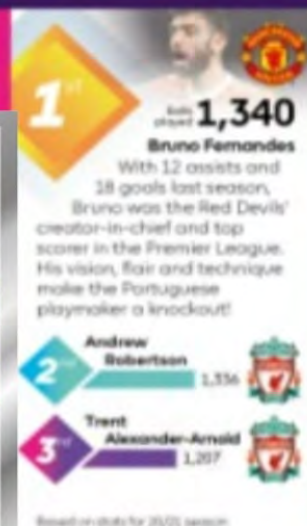 1st
Balls played 1,340
Bruno Fernandes
With 12 assists and
18 goals last season,
Bruno was the Red Devils'
creator-in-chief and top
scorer in the Premier League.
His vision, flair and technique
make the Portuguese
playmaker a knockout!
2nd
Andrew
Robertson
1,336
3rd
Trent
Alexander-Arnold
1,207
Based on stats for 20/21 season